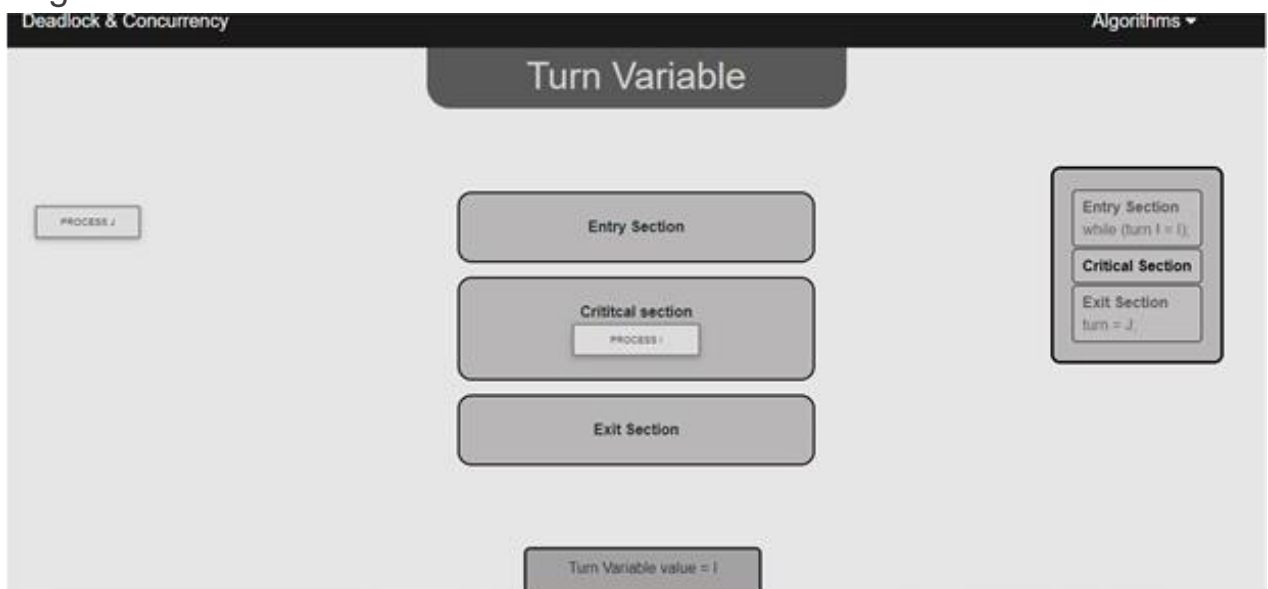 Deadlock & Concurrency
Algorithms
Turn Variable
PROCESS J
Entry Section
Crititcal section
PROCESS I
Exit Section
Entry Section
while (turn ! = I);
Critical Section
Exit Section
turn = J;
Turn Variable value = I